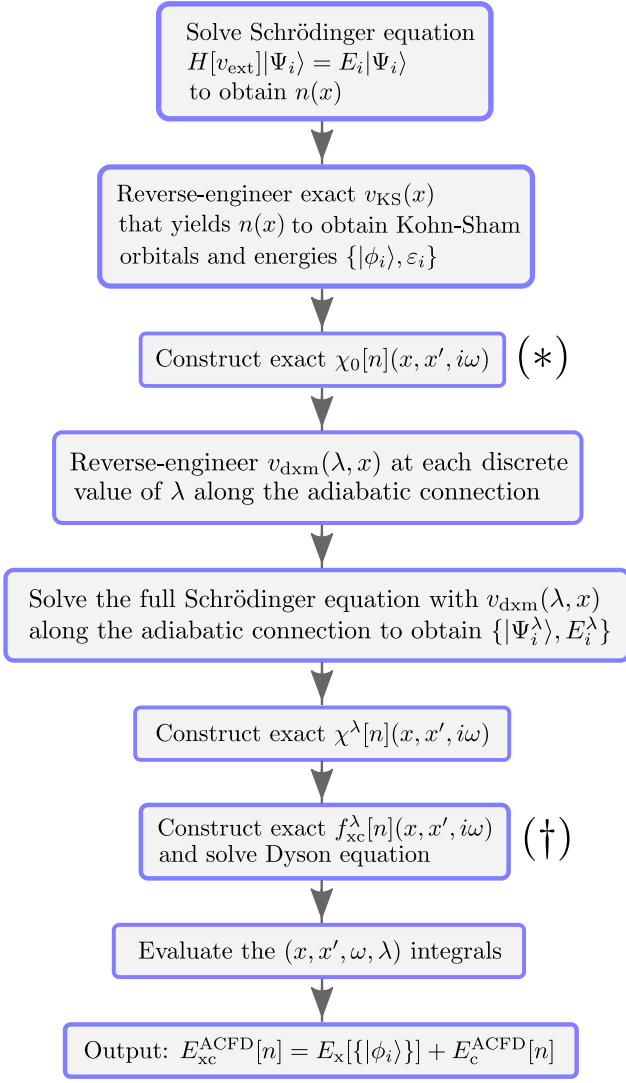 Solve Schrödinger equation
H[v_ext]|Ψ_i⟩ = E_i|Ψ_i⟩
to obtain n(x)
Reverse-engineer exact v_KS(x)
that yields n(x) to obtain Kohn-Sham
orbitals and energies {|ϕ_i⟩, ε_i}
Construct exact χ_0[n](x, x′, iω) (∗)
Reverse-engineer v_dxm(λ, x) at each discrete
value of λ along the adiabatic connection
Solve the full Schrödinger equation with v_dxm(λ, x)
along the adiabatic connection to obtain {|Ψ_i^λ⟩, E_i^λ}
Construct exact χ^λ[n](x, x′, iω)
Construct exact f_xc^λ[n](x, x′, iω)
and solve Dyson equation (†)
Evaluate the (x, x′, ω, λ) integrals
Output: E_xc^ACFD[n] = E_x[{|ϕ_i⟩}] + E_c^ACFD[n]